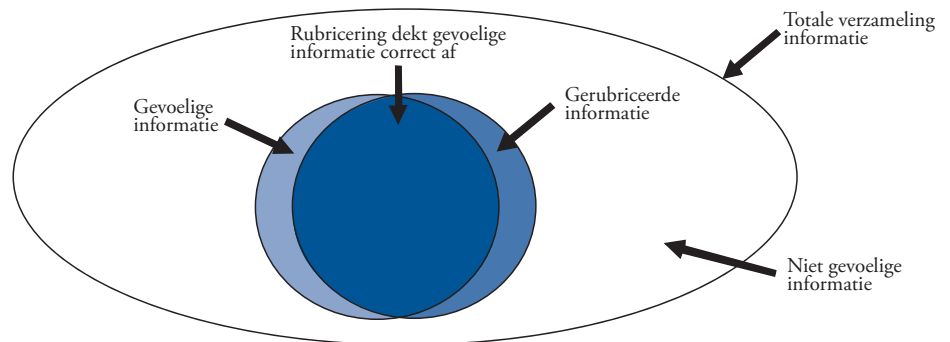 Rubricering dekt gevoelige
informatie correct af
Totale verzameling
informatie
Gevoelige
informatie
Gerubriceerde
informatie
Niet gevoelige
informatie